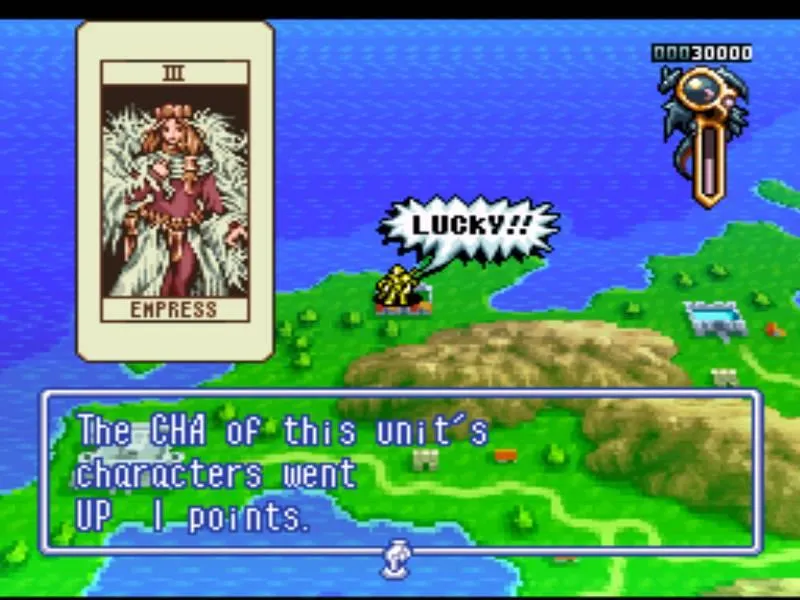 III
EMPRESS
00030000
LUCKY!!
The CHA of this unit's
characters went
UP 1 points.